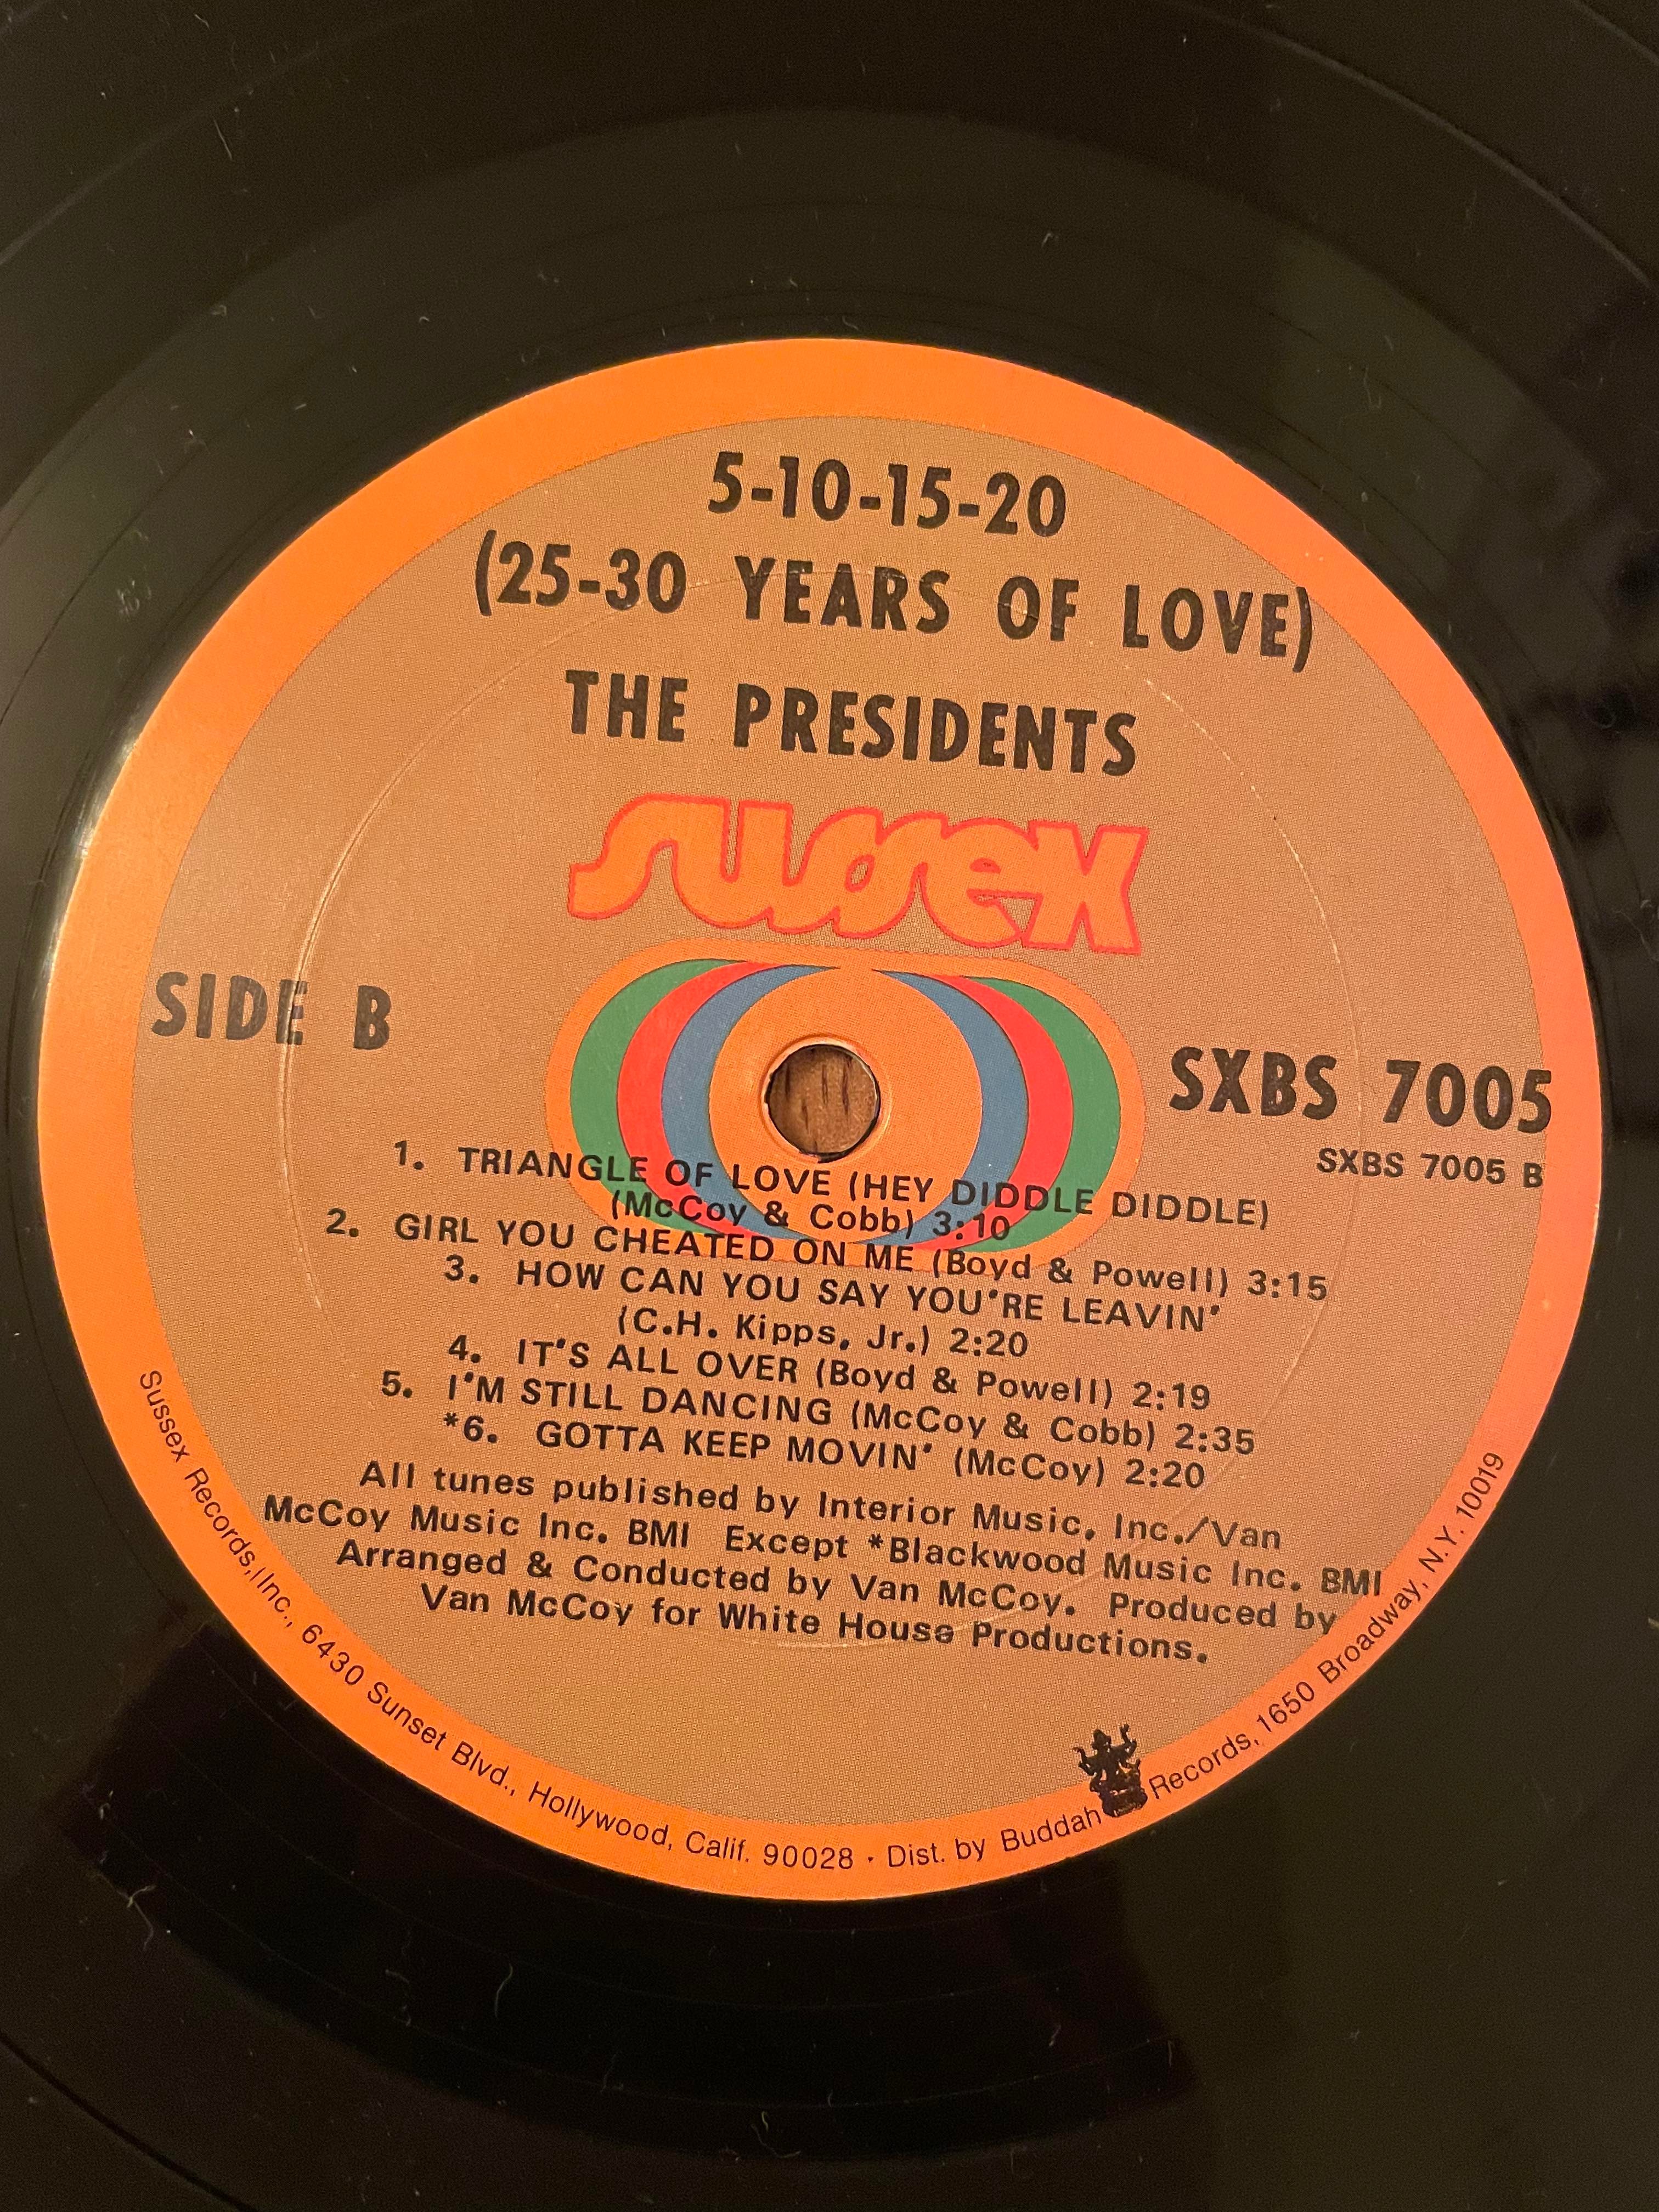 5-10-15-20
(25-30 YEARS OF LOVE)
THE PRESIDENTS
sussex
SIDE B
SXBS 7005
SXBS 7005 B
1. TRIANGLE OF LOVE (HEY DIDDLE DIDDLE)
(McCoy & Cobb) 3:10
2. GIRL YOU CHEATED ON ME (Boyd & Powell) 3:15
3. HOW CAN YOU SAY YOU'RE LEAVIN'
(C.H. Kipps, Jr.) 2:20
4. IT'S ALL OVER (Boyd & Powell) 2:19
5. I'M STILL DANCING (McCoy & Cobb) 2:35
*6. GOTTA KEEP MOVIN' (McCoy) 2:20
All tunes published by Interior Music, Inc./Van
McCoy Music Inc. BMI Except *Blackwood Music Inc. BMI
Arranged & Conducted by Van McCoy. Produced by
Van McCoy for White House Productions.
Sussex Records, Inc., 6430 Sunset Blvd., Hollywood, Calif. 90028 · Dist. by Buddah Records, 1650 Broadway, N.Y. 10019